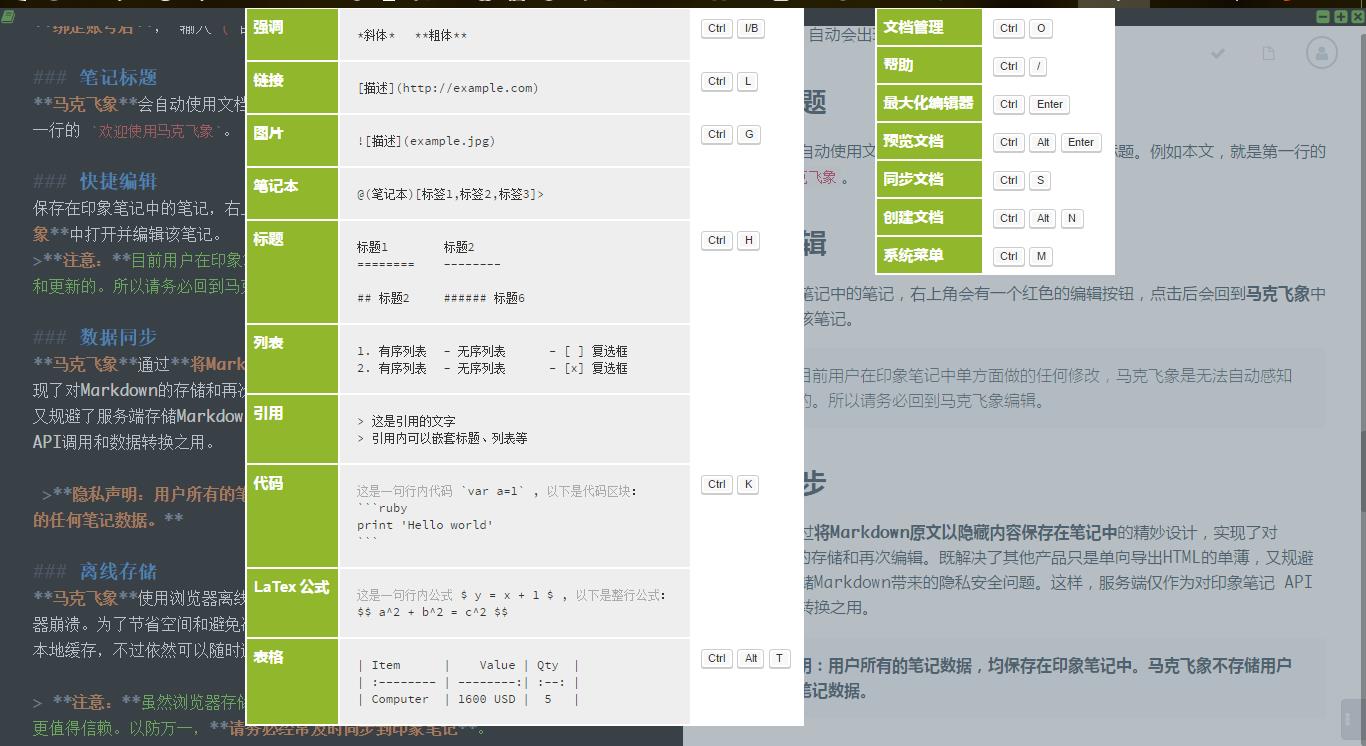 **绑定账号后**,
### 笔记标题
**马克飞象**会自动使用文档
一行的 `欢迎使用马克飞象`。
### 快捷编辑
保存在印象笔记中的笔记，右上
象**中打开并编辑该笔记。
>**注意：**目前用户在印象
和更新的。所以请务必回到马克
### 数据同步
**马克飞象**通过**将Mark
现了对Markdown的存储和再次
又规避了服务端存储Markdow
API调用和数据转换之用。
>**隐私声明：用户所有的笔
的任何笔记数据。**
### 离线存储
**马克飞象**使用浏览器离线
器崩溃。为了节省空间和避免
本地缓存，不过依然可以随时
> **注意：**虽然浏览器存储
更值得信赖。以防万一，**请务必经常及时同步到印象笔记**。
强调
*斜体* **粗体**
Ctrl I/B
链接
[描述](http://example.com)
Ctrl L
图片
![描述](example.jpg)
Ctrl G
笔记本
@(笔记本)[标签1,标签2,标签3]>
标题
标题1 标题2
======== --------
## 标题2 ###### 标题6
Ctrl H
列表
1. 有序列表 - 无序列表 - [ ] 复选框
2. 有序列表 - 无序列表 - [x] 复选框
引用
> 这是引用的文字
> 引用内可以嵌套标题、列表等
代码
这是一句行内代码 `var a=1` , 以下是代码区块:
```ruby
print 'Hello world'
```
Ctrl K
LaTex 公式
这是一句行内公式 $ y = x + 1 $ , 以下是整行公式:
$$ a^2 + b^2 = c^2 $$
表格
| Item | Value | Qty |
| :-------- | --------:| :--: |
| Computer | 1600 USD | 5 |
Ctrl Alt T
文档管理 Ctrl O
帮助 Ctrl /
最大化编辑器 Ctrl Enter
预览文档 Ctrl Alt Enter
同步文档 Ctrl S
创建文档 Ctrl Alt N
系统菜单 Ctrl M
自动会出
题
自动使用文
标题。例如本文，就是第一行的
飞象 。
辑
笔记中的笔记，右上角会有一个红色的编辑按钮，点击后会回到马克飞象中
该笔记。
目前用户在印象笔记中单方面做的任何修改，马克飞象是无法自动感知
的。所以请务必回到马克飞象编辑。
步
过将Markdown原文以隐藏内容保存在笔记中的精妙设计，实现了对
的存储和再次编辑。既解决了其他产品只是单向导出HTML的单薄，又规避
储Markdown带来的隐私安全问题。这样，服务端仅作为对印象笔记 API
转换之用。
明：用户所有的笔记数据，均保存在印象笔记中。马克飞象不存储用户
笔记数据。